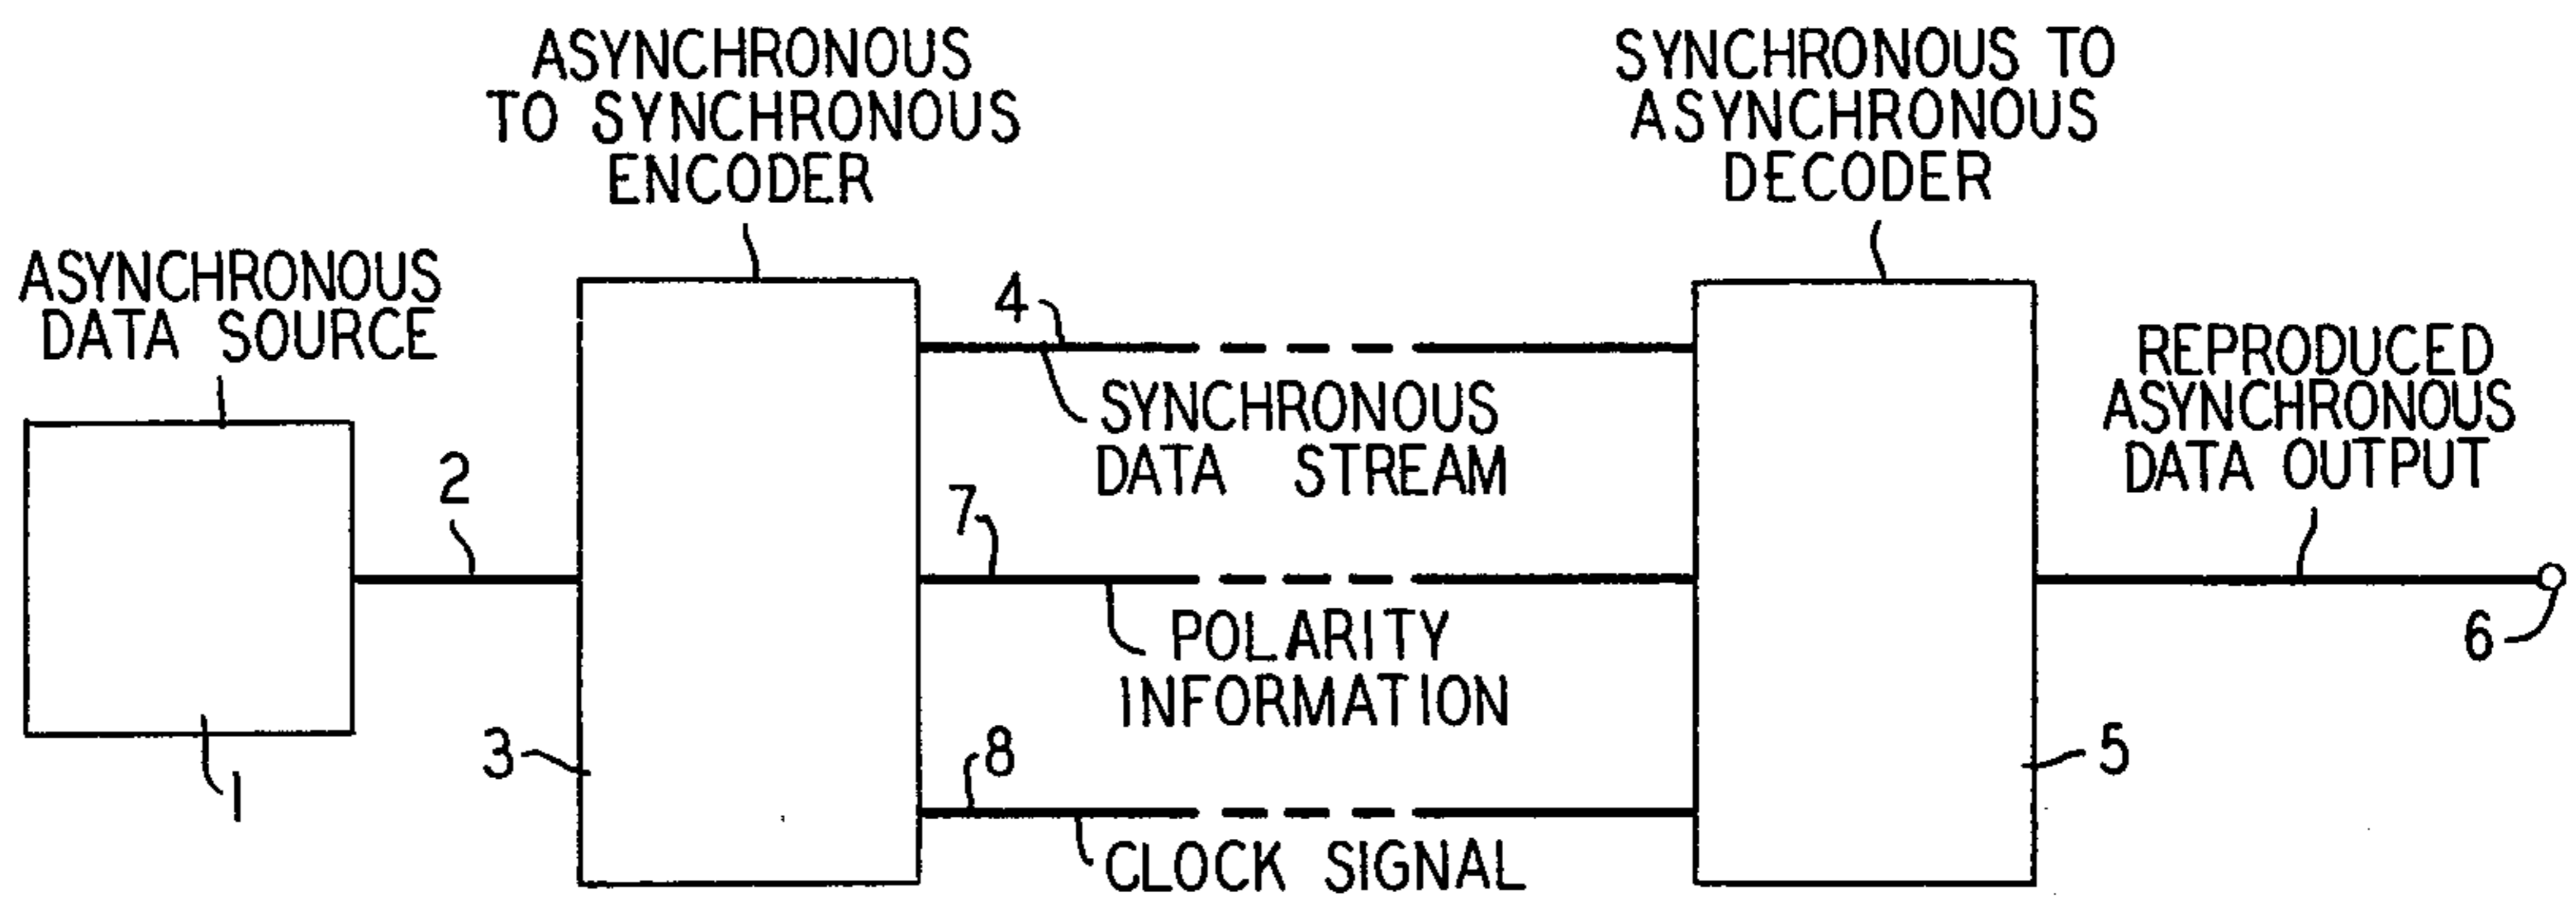 ASYNCHRONOUS
TO SYNCHRONOUS
ENCODER
SYNCHRONOUS TO
ASYNCHRONOUS
DECODER
ASYNCHRONOUS
DATA SOURCE
4
REPRODUCED
ASYNCHRONOUS
DATA OUTPUT
SYNCHRONOUS
DATA STREAM
2
7
POLARITY
INFORMATION
6
3
8
5
1
CLOCK SIGNAL